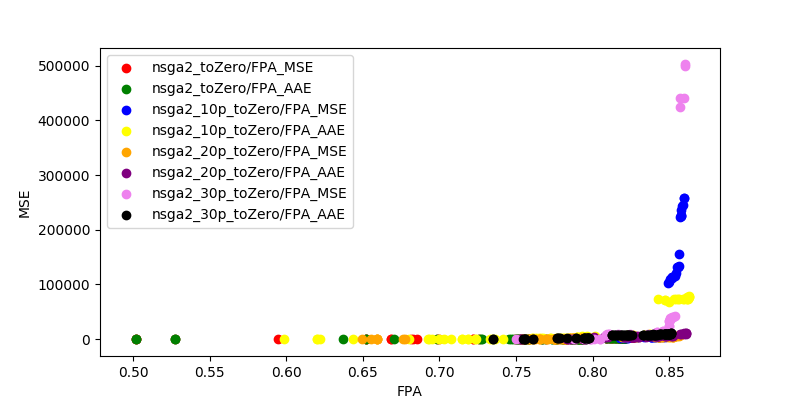 500000
400000
300000
200000
100000
0
MSE
nsga2_toZero/FPA_MSE
nsga2_toZero/FPA_AAE
nsga2_10p_toZero/FPA_MSE
nsga2_10p_toZero/FPA_AAE
nsga2_20p_toZero/FPA_MSE
nsga2_20p_toZero/FPA_AAE
nsga2_30p_toZero/FPA_MSE
nsga2_30p_toZero/FPA_AAE
0.50 0.55 0.60 0.65 0.70 0.75 0.80 0.85
FPA